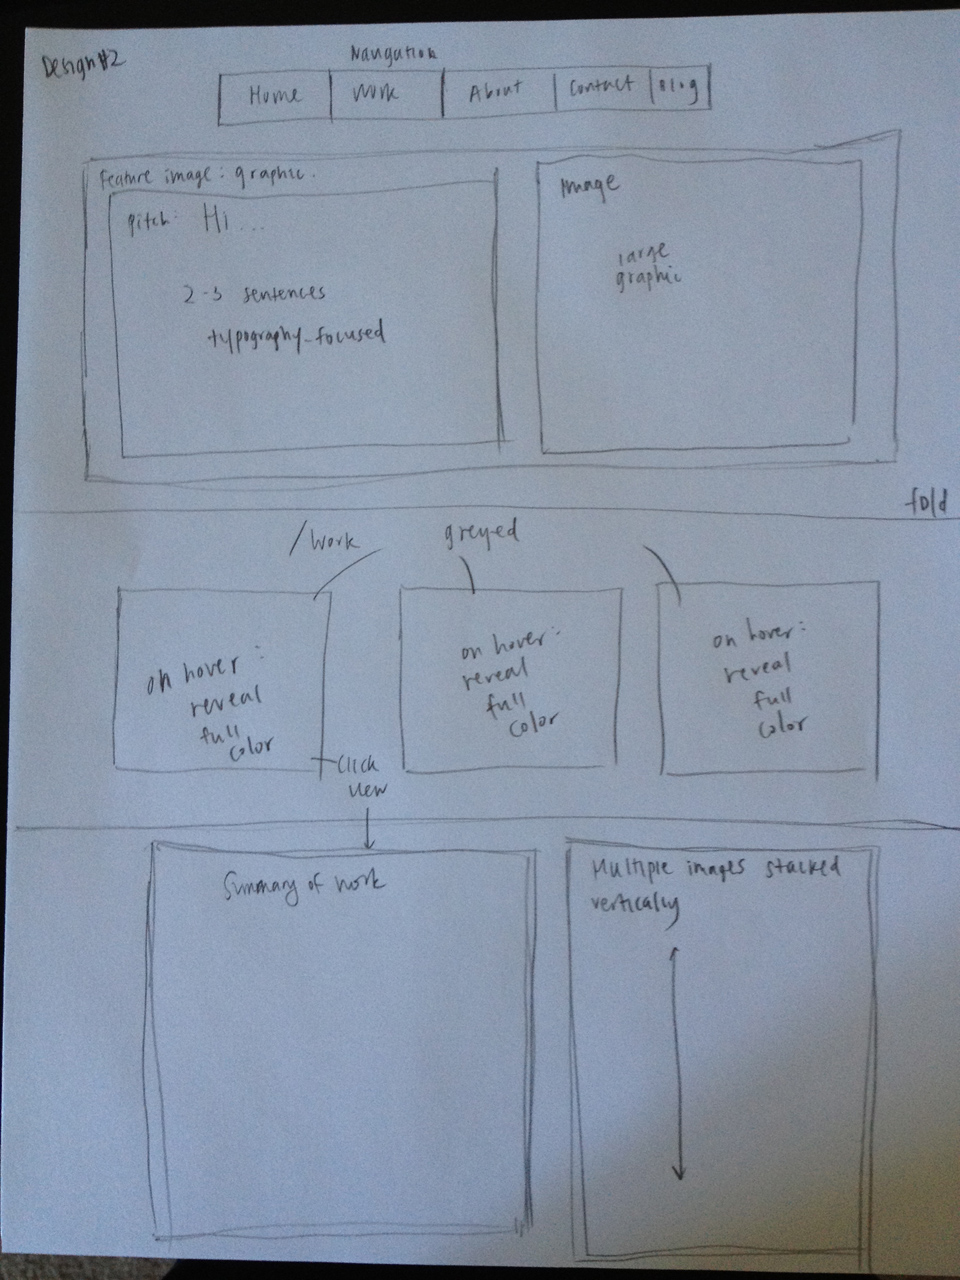 Design #2
Navigation
Home
Work
About
Contact
Blog
feature image: graphic.
pitch: Hi...
2-3 sentences
typography-focused
Image
large
graphic
fold
/work
greyed
on hover:
reveal
full
color
on hover:
reveal
full
color
on hover:
reveal
full
color
click
view
Summary of work
Multiple images stacked
vertically